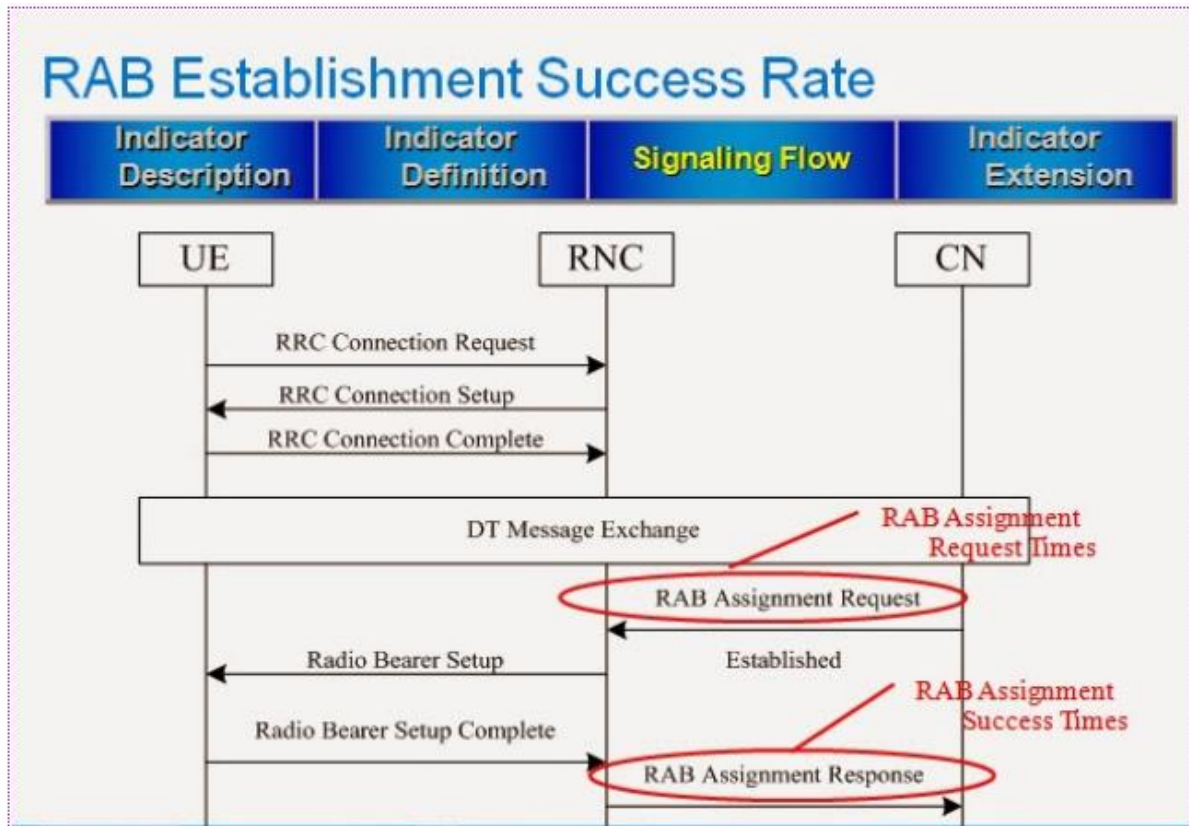 RAB Establishment Success Rate
Indicator
Description
Indicator
Definition
Signaling Flow
Indicator
Extension
UE
RNC
CN
RRC Connection Request
RRC Connection Setup
RRC Connection Complete
DT Message Exchange
RAB Assignment
Request Times
RAB Assignment Request
Radio Bearer Setup
Established
RAB Assignment
Success Times
Radio Bearer Setup Complete
RAB Assignment Response